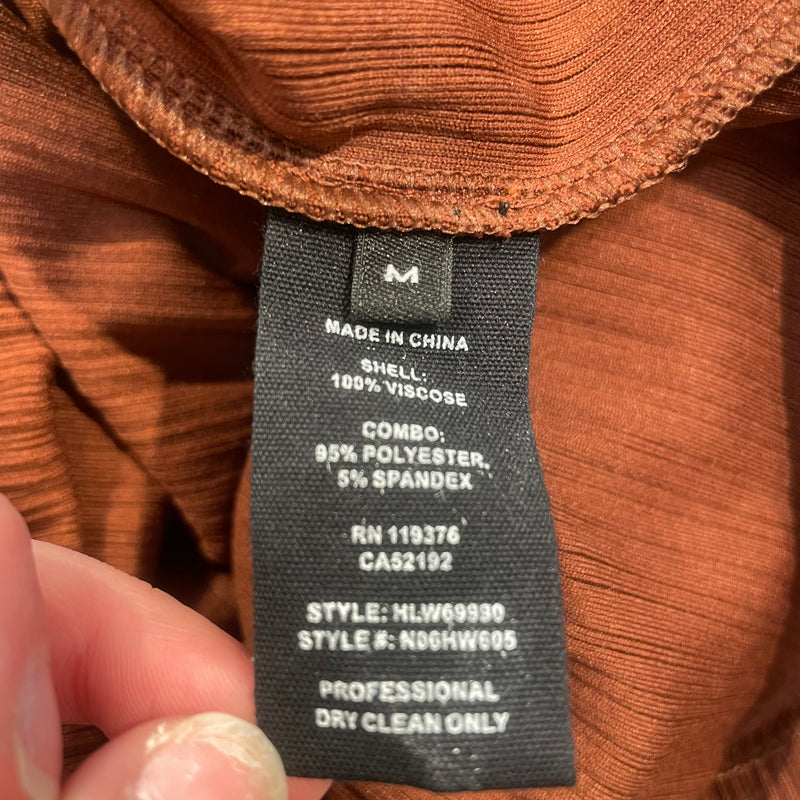 M
MADE IN CHINA
SHELL:
100% VISCOSE
COMBO:
95% POLYESTER,
5% SPANDEX
RN 119376
CA52192
STYLE: HLW69930
STYLE #: N06HW605
PROFESSIONAL
DRY CLEAN ONLY